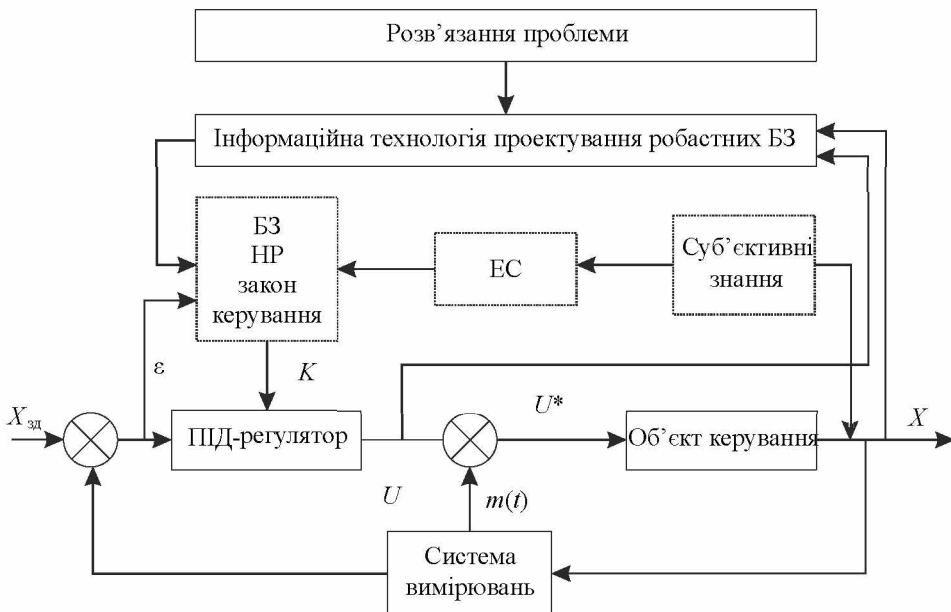 Розв’язання проблеми
Інформаційна технологія проектування робастних БЗ
БЗ
НР
закон
керування
ЕС
Суб’єктивні
знання
ε
K
U*
X зд
ПІД-регулятор
Об’єкт керування
X
U
m(t)
Система
вимірювань